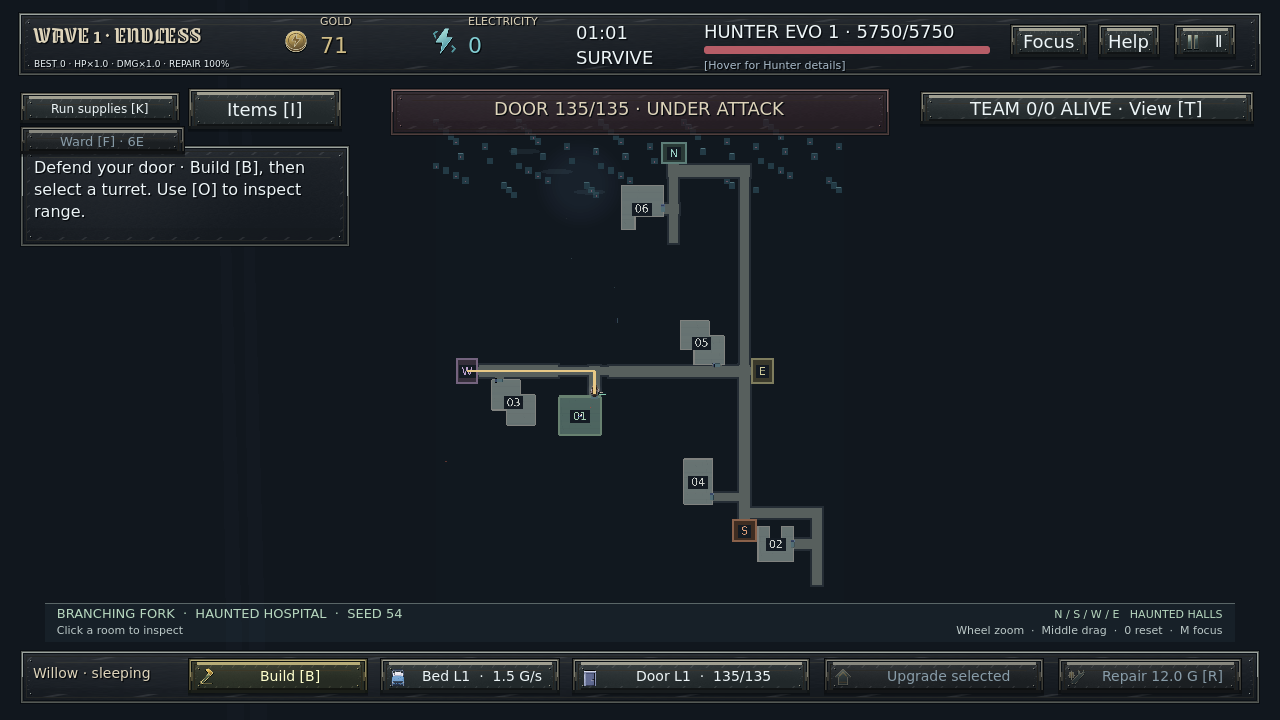 WAVE 1 · ENDLESS
BEST 0 · HP×1.0 · DMG×1.0 · REPAIR 100%
GOLD
71
ELECTRICITY
0
01:01
SURVIVE
HUNTER EVO 1 · 5750/5750
[Hover for Hunter details]
Focus
Help
II
Run supplies [K]
Items [I]
Ward [F] · 6E
DOOR 135/135 · UNDER ATTACK
TEAM 0/0 ALIVE · View [T]
Defend your door · Build [B], then
select a turret. Use [O] to inspect
range.
N
06
05
W
E
03
01
04
S
02
BRANCHING FORK · HAUNTED HOSPITAL · SEED 54
Click a room to inspect
N / S / W / E HAUNTED HALLS
Wheel zoom · Middle drag · 0 reset · M focus
Willow · sleeping
Build [B]
Bed L1 · 1.5 G/s
Door L1 · 135/135
Upgrade selected
Repair 12.0 G [R]